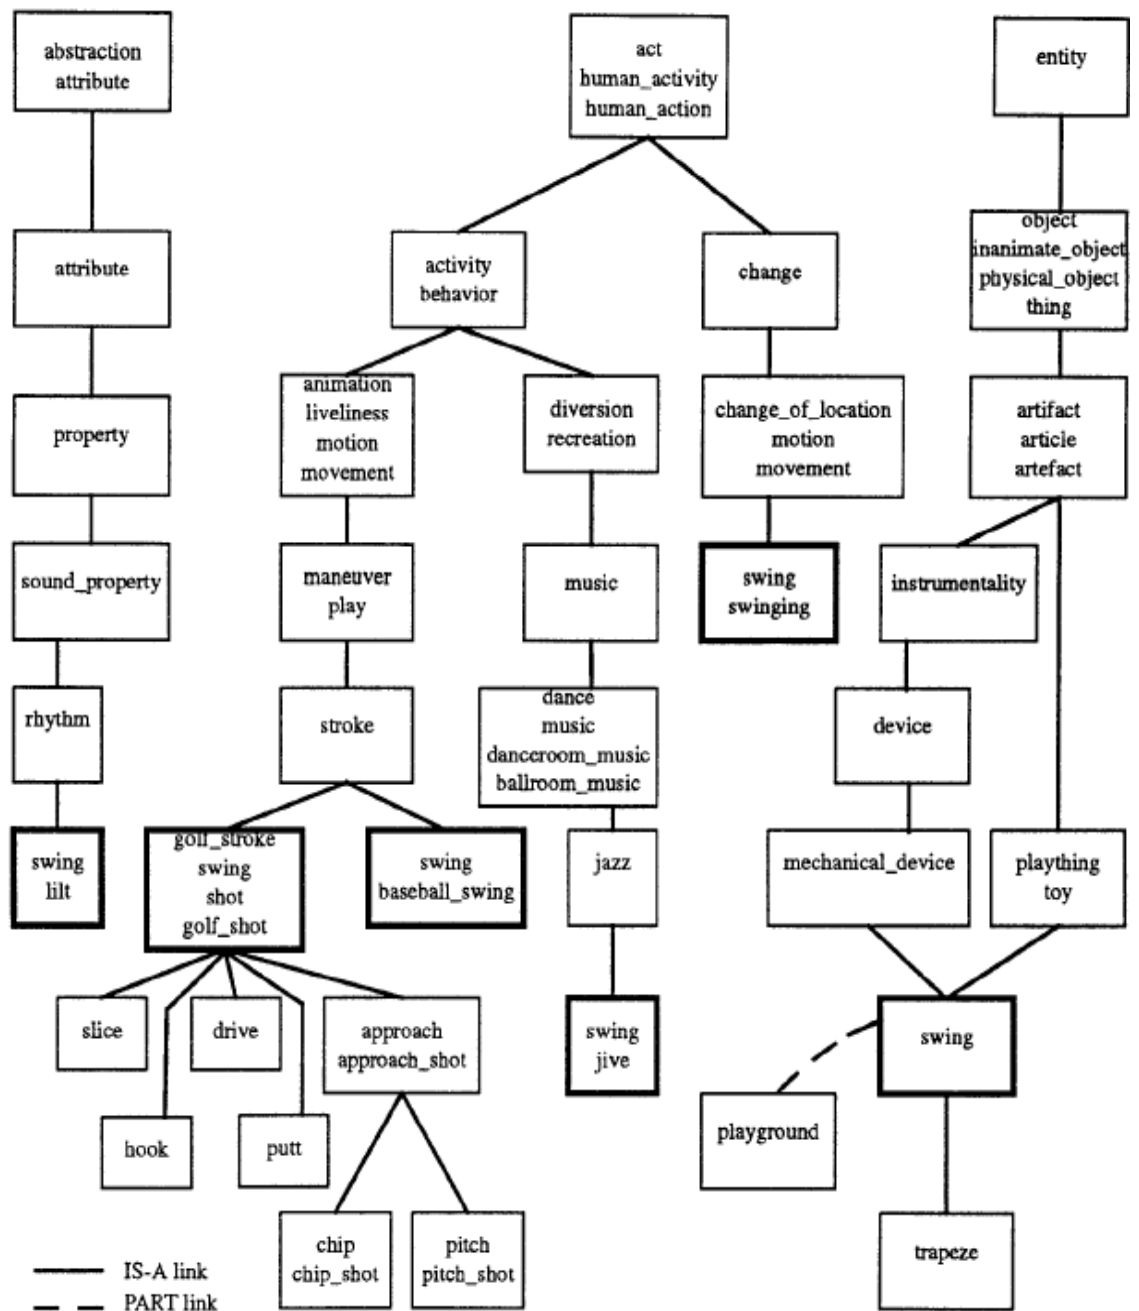 abstraction
attribute
act
human_activity
human_action
entity
attribute
activity
behavior
change
object
inanimate_object
physical_object
thing
property
animation
liveliness
motion
movement
diversion
recreation
change_of_location
motion
movement
artifact
article
artefact
sound_property
maneuver
play
music
swing
swinging
instrumentality
rhythm
stroke
dance
music
danceroom_music
ballroom_music
device
swing
lilt
golf_stroke
swing
shot
golf_shot
swing
baseball_swing
jazz
mechanical_device
plaything
toy
slice
drive
approach
approach_shot
swing
jive
swing
hook
putt
playground
chip
chip_shot
pitch
pitch_shot
trapeze
IS-A link
PART link